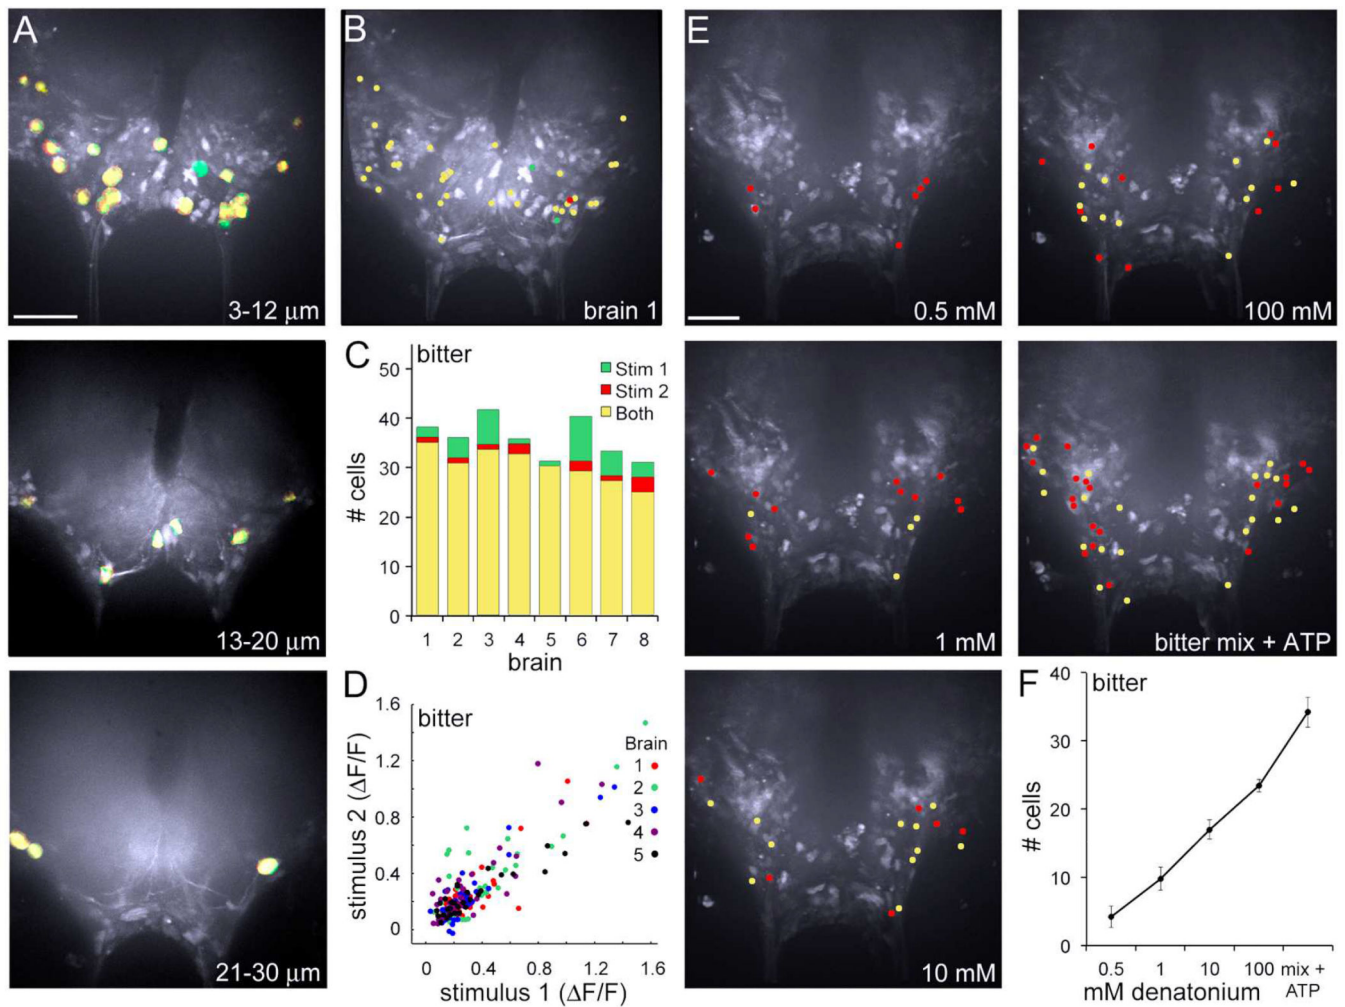 A
3-12 μm
13-20 μm
21-30 μm
B
brain 1
C
bitter
Stim 1
Stim 2
Both
# cells
50
40
30
20
10
0
1 2 3 4 5 6 7 8
brain
D
bitter
Brain
1
2
3
4
5
stimulus 2 (ΔF/F)
1.6
1.2
0.8
0.4
0
0 0.4 0.8 1.2 1.6
stimulus 1 (ΔF/F)
E
0.5 mM
100 mM
1 mM
bitter mix + ATP
10 mM
F
bitter
# cells
40
30
20
10
0
0.5 1 10 100 mix +
ATP
mM denatonium